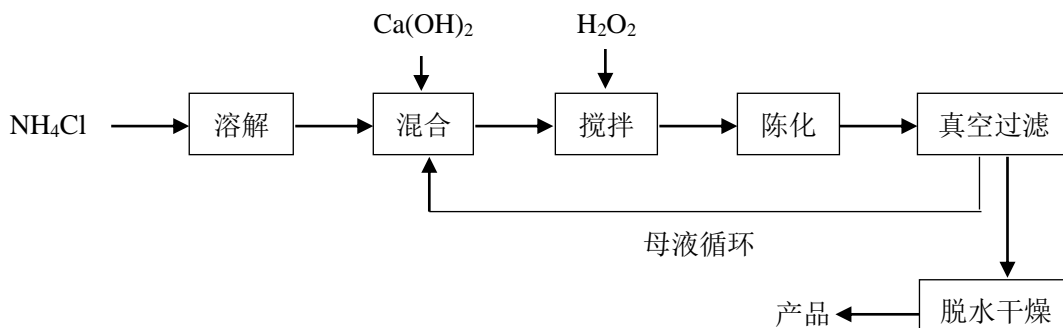 Ca(OH)₂
H₂O₂
NH₄Cl
溶解
混合
搅拌
陈化
真空过滤
母液循环
产品
脱水干燥